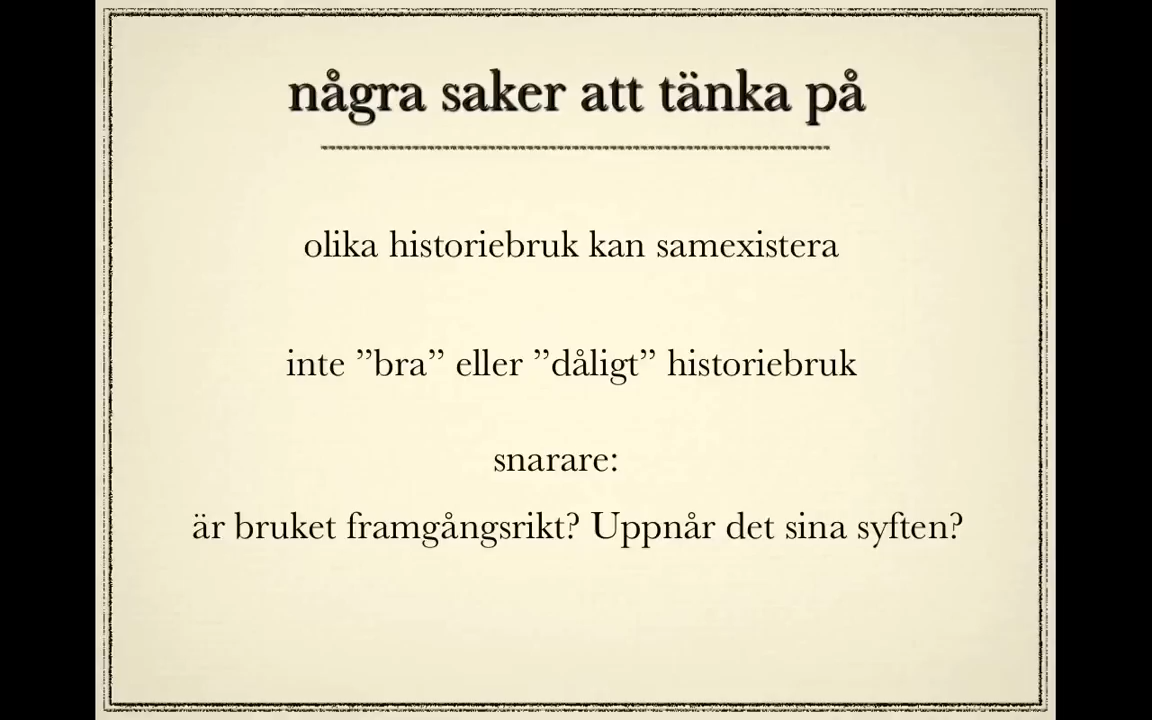 några saker att tänka på
olika historiebruk kan samexistera
inte ”bra” eller ”dåligt” historiebruk
snarare:
är bruket framgångsrikt? Uppnår det sina syften?